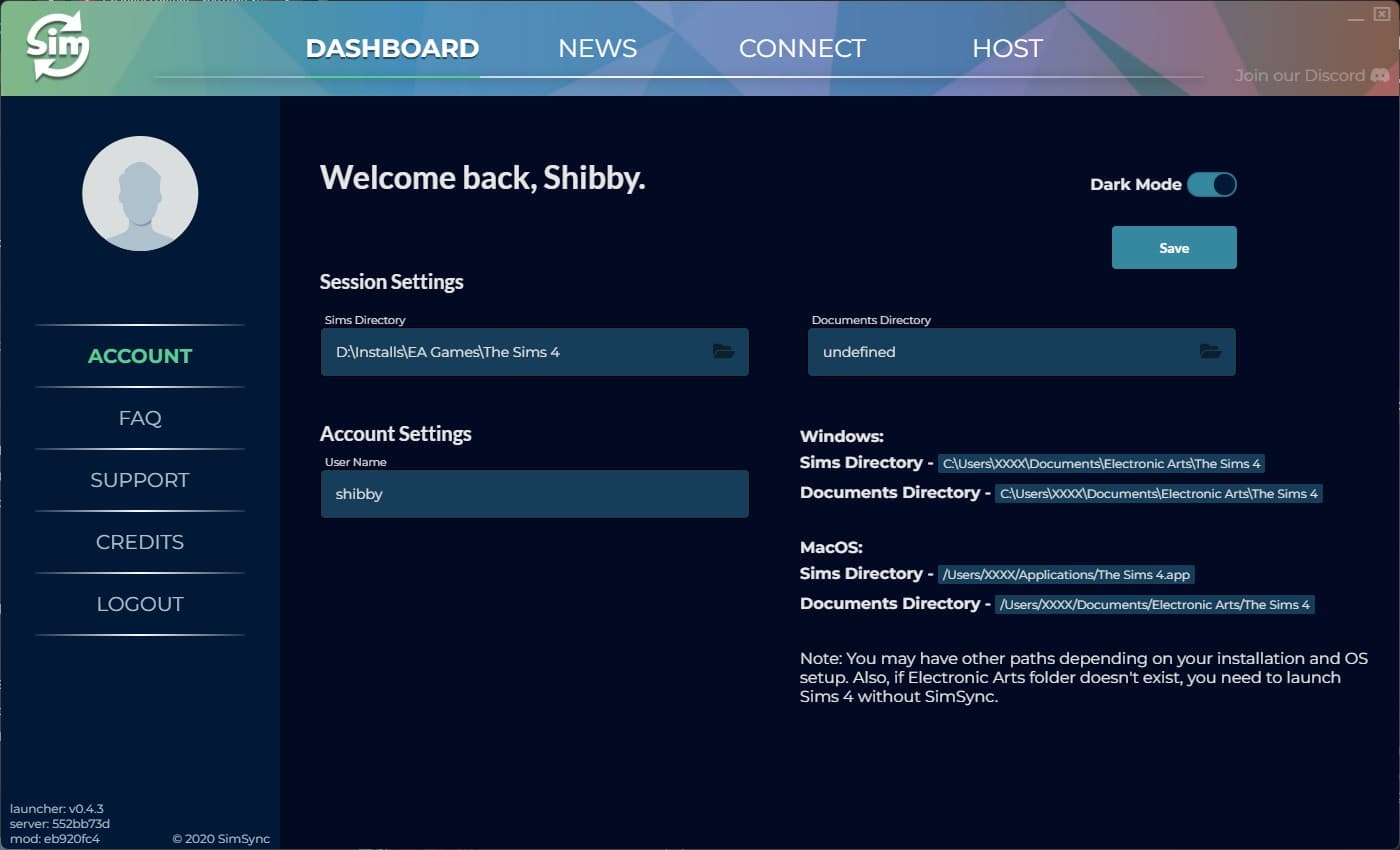 Sim
DASHBOARD
NEWS
CONNECT
HOST
Join our Discord
Welcome back, Shibby.
Dark Mode
Save
Session Settings
Sims Directory
D:\Installs\EA Games\The Sims 4
Documents Directory
undefined
Account Settings
User Name
shibby
Windows:
Sims Directory - C:\Users\XXXX\Documents\Electronic Arts\The Sims 4
Documents Directory - C:\Users\XXXX\Documents\Electronic Arts\The Sims 4
MacOS:
Sims Directory - /Users/XXXX/Applications/The Sims 4.app
Documents Directory - /Users/XXXX/Documents/Electronic Arts/The Sims 4
Note: You may have other paths depending on your installation and OS
setup. Also, if Electronic Arts folder doesn't exist, you need to launch
Sims 4 without SimSync.
ACCOUNT
FAQ
SUPPORT
CREDITS
LOGOUT
launcher: v0.4.3
server: 552bb73d
mod: eb920fc4
© 2020 SimSync